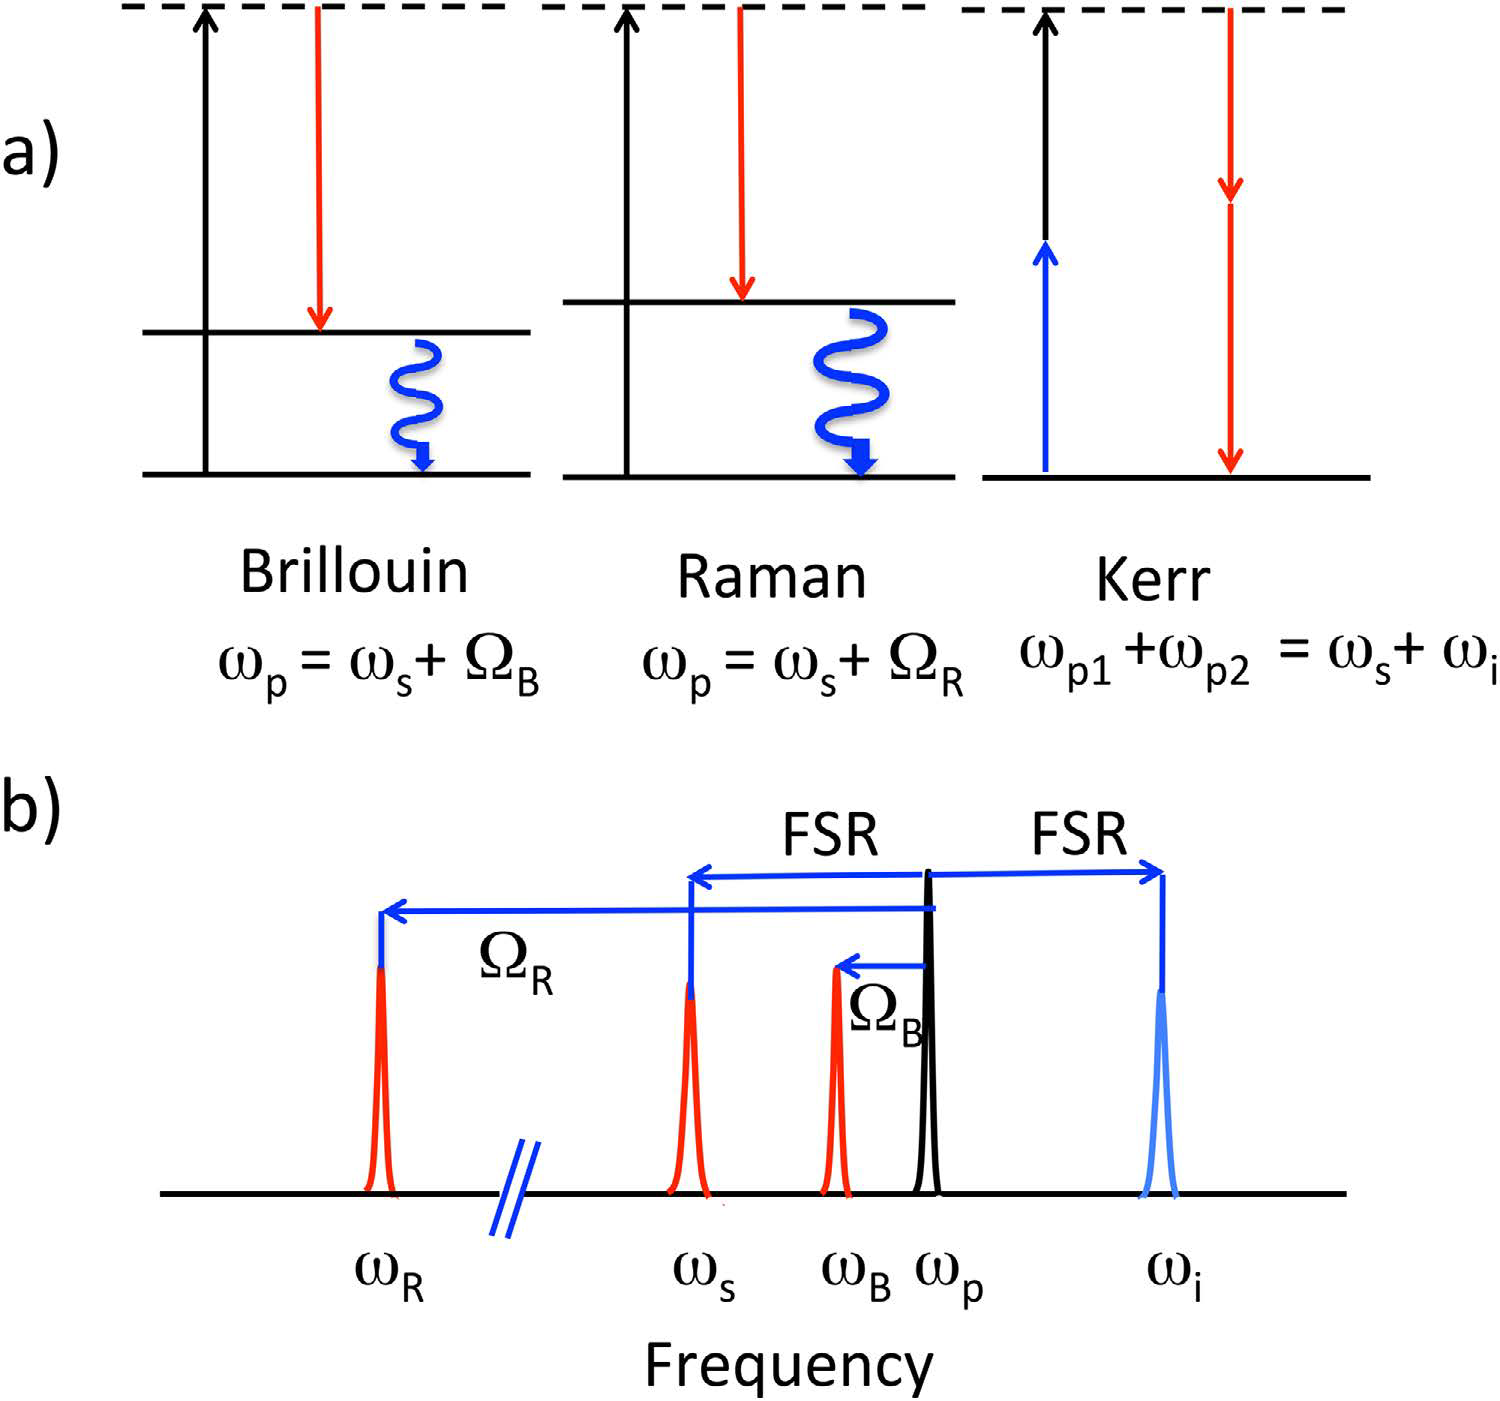 a)
Brillouin Raman Kerr
ωp = ωs+ ΩB ωp = ωs+ ΩR ωp1 +ωp2 = ωs+ ωi
b)
FSR FSR
ΩR
ΩB
ωR ωs ωB ωp ωi
Frequency